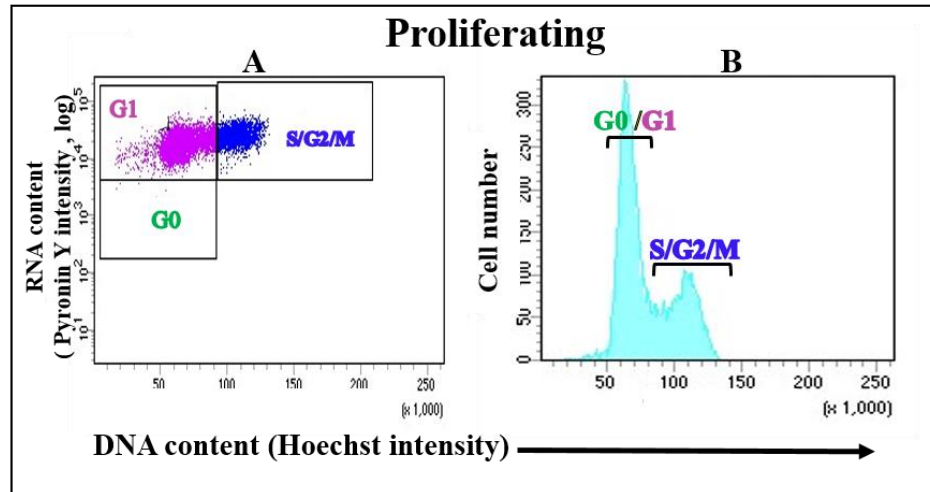 Proliferating
A
B
RNA content
( Pyronin Y intensity , log)
10^5
10^4
10^3
10^2
10^1
G1
S/G2/M
G0
50 100 150 200 250
(x 1,000)
Cell number
300
250
200
150
100
50
0
G0 /G1
S/G2/M
50 100 150 200 250
(x 1,000)
DNA content (Hoechst intensity)